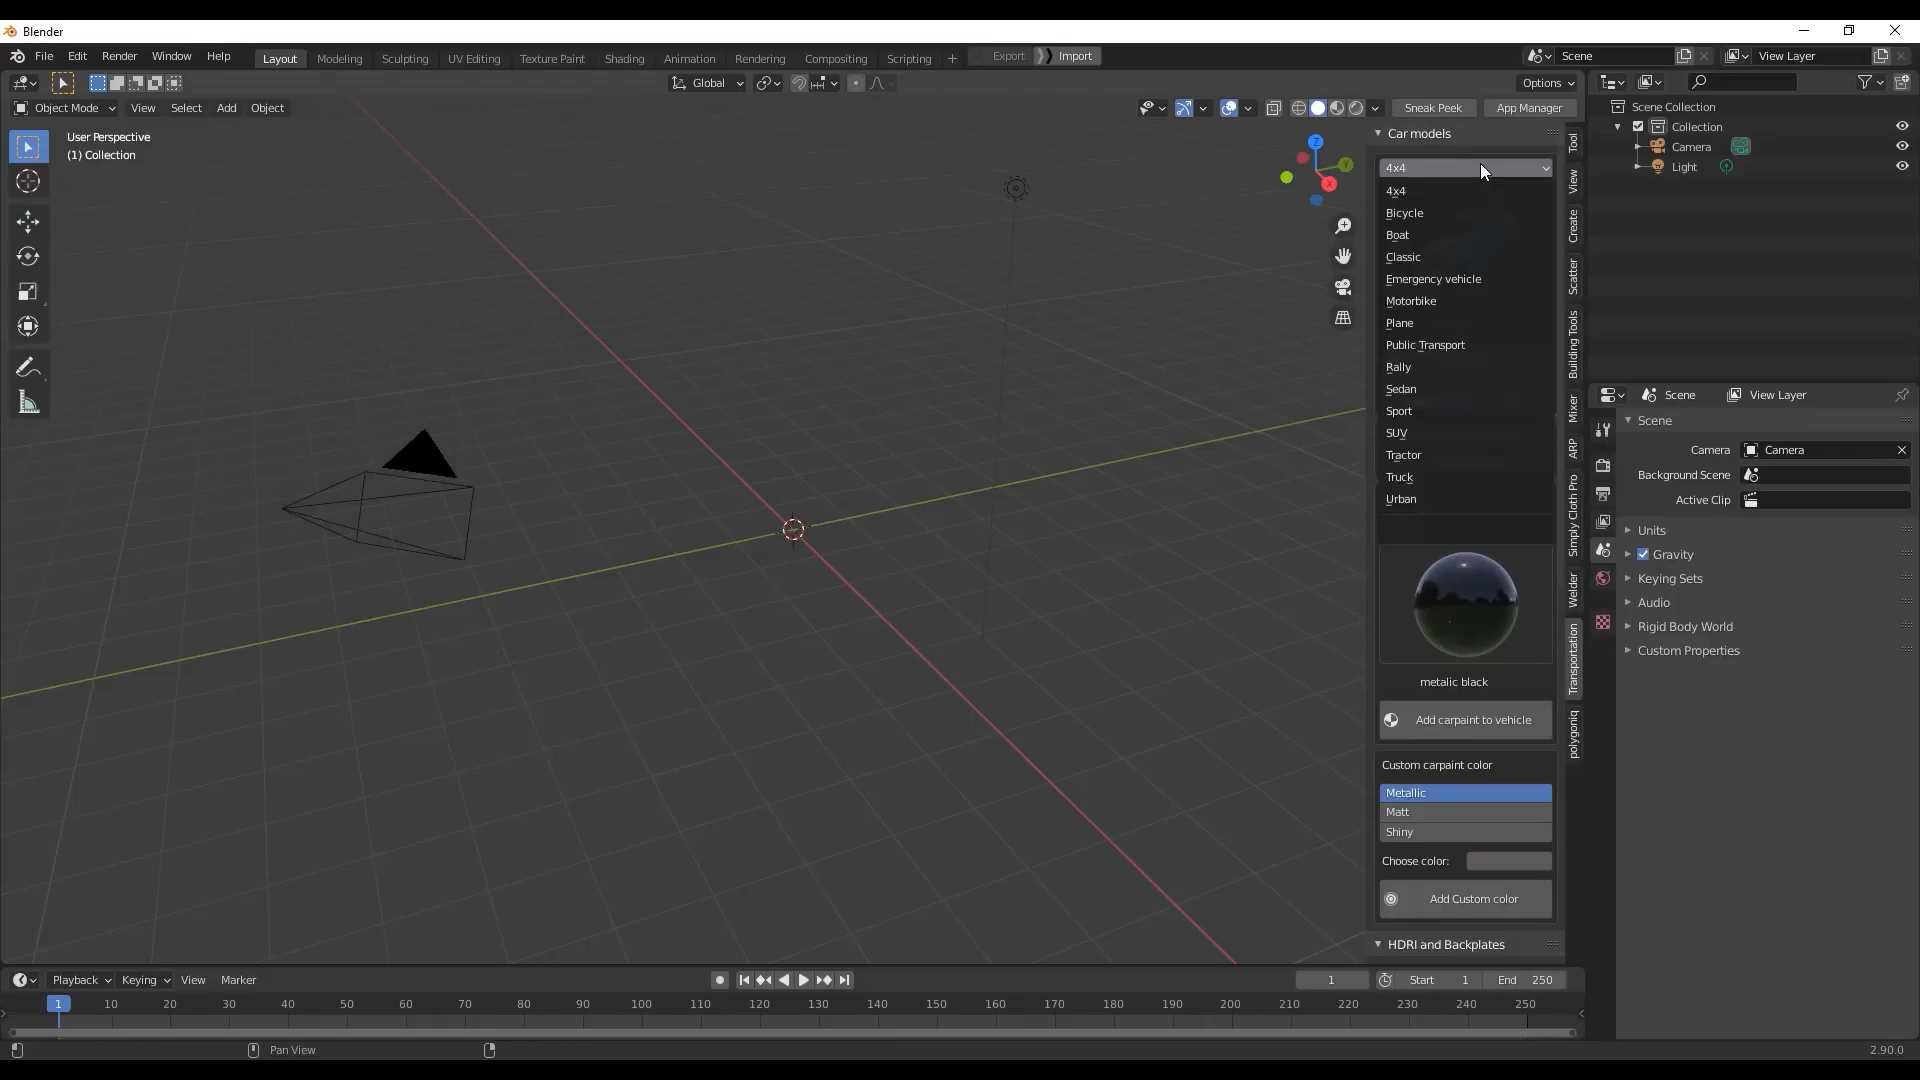 Blender
File Edit Render Window Help Layout Modeling Sculpting UV Editing Texture Paint Shading Animation Rendering Compositing Scripting + Export Import Scene View Layer
Global Options
Object Mode View Select Add Object Sneak Peek App Manager
User Perspective
(1) Collection
Z
Y
X
Car models
4x4
4x4
Bicycle
Boat
Classic
Emergency vehicle
Motorbike
Plane
Public Transport
Rally
Sedan
Sport
SUV
Tractor
Truck
Urban
metalic black
Add carpaint to vehicle
Custom carpaint color
Metallic
Matt
Shiny
Choose color:
Add Custom color
HDRI and Backplates
Tool
View
Create
Scatter
Building Tools
Mixer
ARP
Simply Cloth Pro
Welder
Transportation
polygoniq
Scene Collection
Collection
Camera
Light
Scene View Layer
Scene
Camera Camera
Background Scene
Active Clip
Units
Gravity
Keying Sets
Audio
Rigid Body World
Custom Properties
Playback Keying View Marker 1 Start 1 End 250
1 10 20 30 40 50 60 70 80 90 100 110 120 130 140 150 160 170 180 190 200 210 220 230 240 250
Pan View 2.90.0